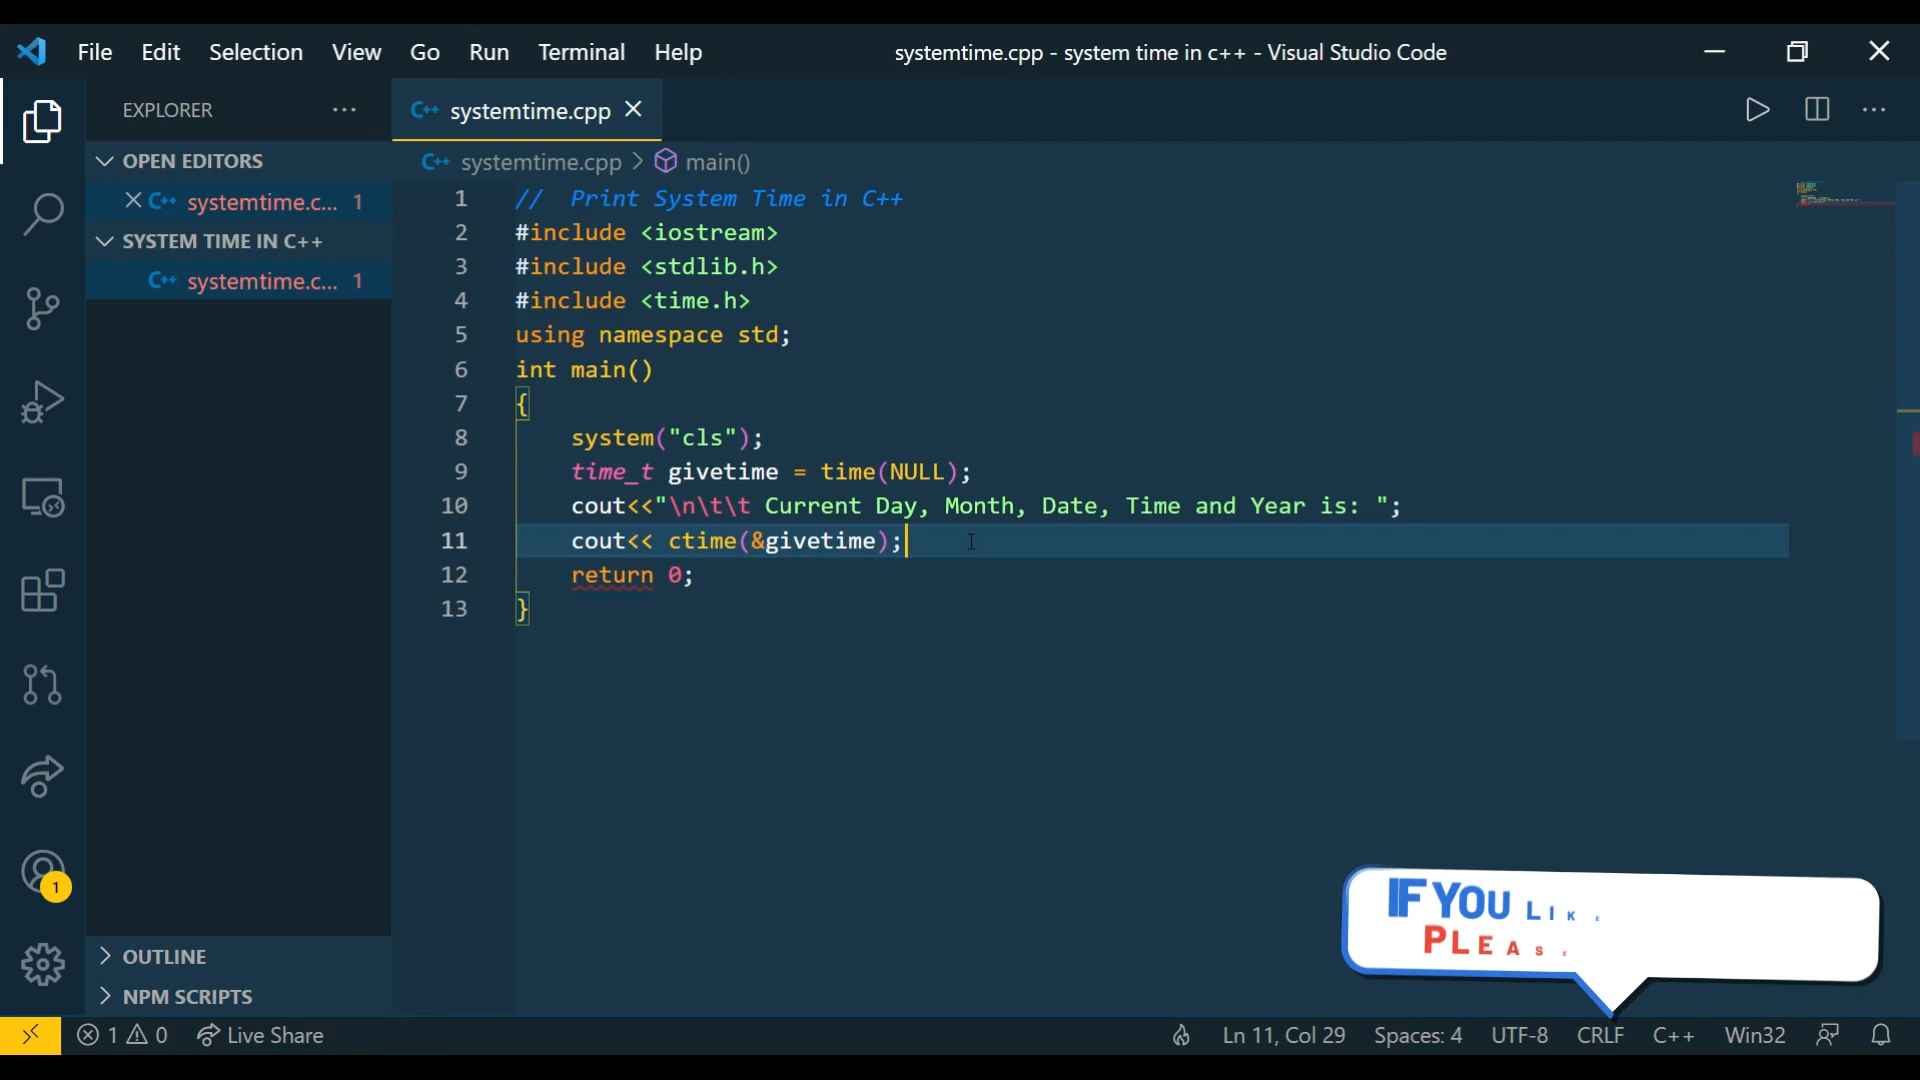 File Edit Selection View Go Run Terminal Help
systemtime.cpp - system time in c++ - Visual Studio Code
EXPLORER ···
C++ systemtime.cpp
OPEN EDITORS
C++ systemtime.c... 1
SYSTEM TIME IN C++
C++ systemtime.c... 1
OUTLINE
NPM SCRIPTS
C++ systemtime.cpp > main()
1 // Print System Time in C++
2 #include <iostream>
3 #include <stdlib.h>
4 #include <time.h>
5 using namespace std;
6 int main()
7 {
8 system("cls");
9 time_t givetime = time(NULL);
10 cout<<"\n\t\t Current Day, Month, Date, Time and Year is: ";
11 cout<< ctime(&givetime);
12 return 0;
13 }
1
IF YOU LIKE
PLEASE
1 0 Live Share
Ln 11, Col 29 Spaces: 4 UTF-8 CRLF C++ Win32